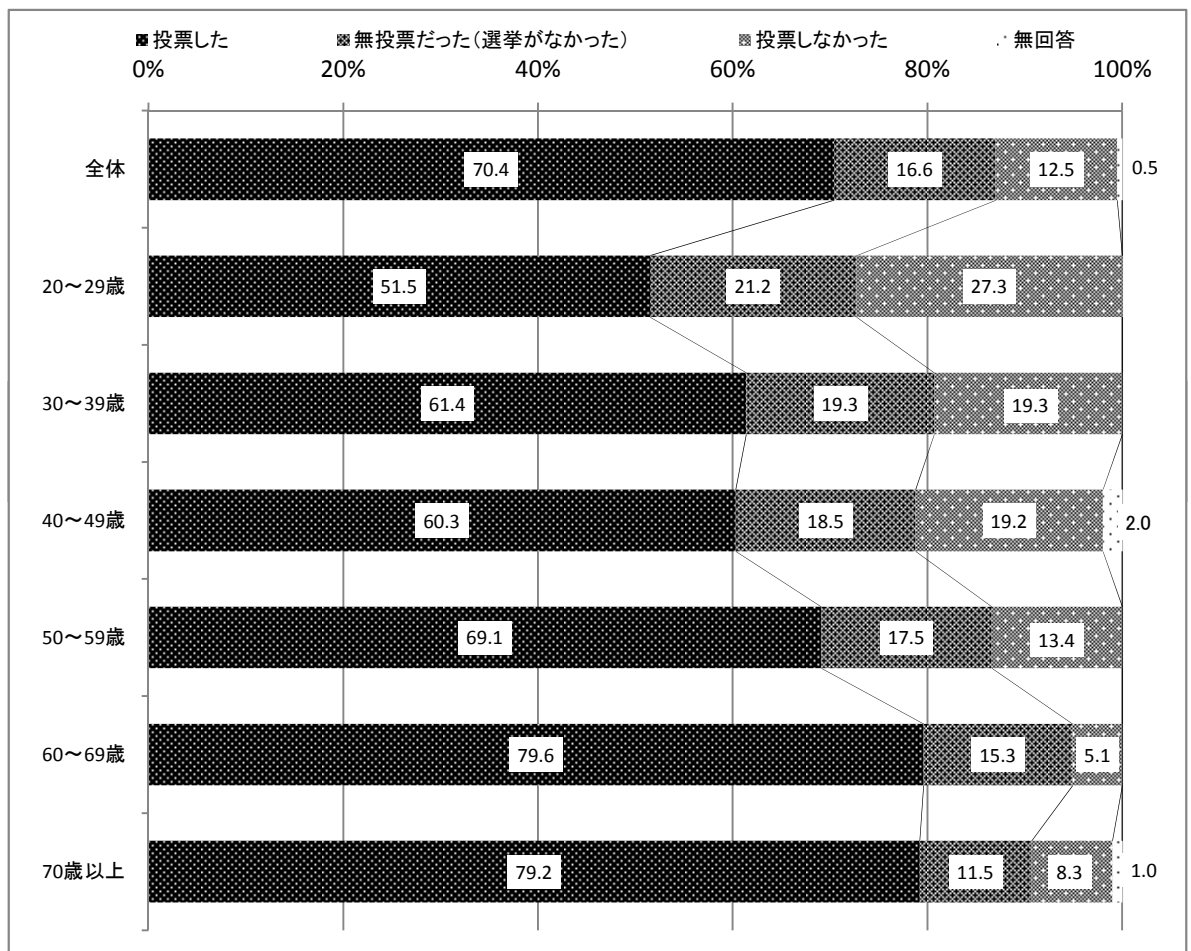 投票した 無投票だった(選挙がなかった) 投票しなかった 無回答
0% 20% 40% 60% 80% 100%
全体 70.4 16.6 12.5 0.5
20～29歳 51.5 21.2 27.3
30～39歳 61.4 19.3 19.3
40～49歳 60.3 18.5 19.2 2.0
50～59歳 69.1 17.5 13.4
60～69歳 79.6 15.3 5.1
70歳以上 79.2 11.5 8.3 1.0